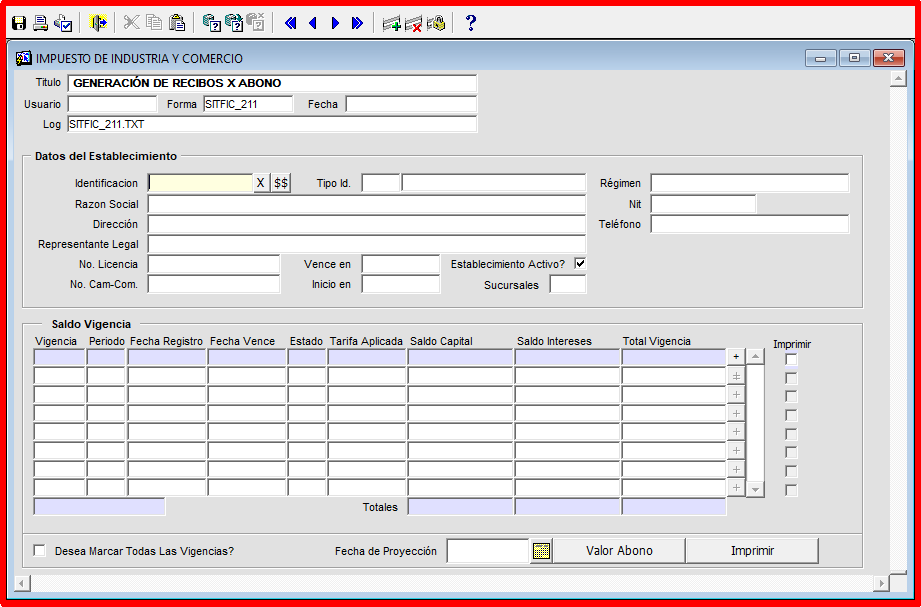 IMPUESTO DE INDUSTRIA Y COMERCIO
Titulo GENERACIÓN DE RECIBOS X ABONO
Usuario Forma SITFIC_211 Fecha
Log SITFIC_211.TXT
Datos del Establecimiento
Identificacion X $$ Tipo Id. Régimen
Razon Social Nit
Dirección Teléfono
Representante Legal
No. Licencia Vence en Establecimiento Activo?
No. Cam-Com. Inicio en Sucursales
Saldo Vigencia
Vigencia Periodo Fecha Registro Fecha Vence Estado Tarifa Aplicada Saldo Capital Saldo Intereses Total Vigencia Imprimir
+
+
+
+
+
+
+
+
Totales
Desea Marcar Todas Las Vigencias? Fecha de Proyección Valor Abono Imprimir